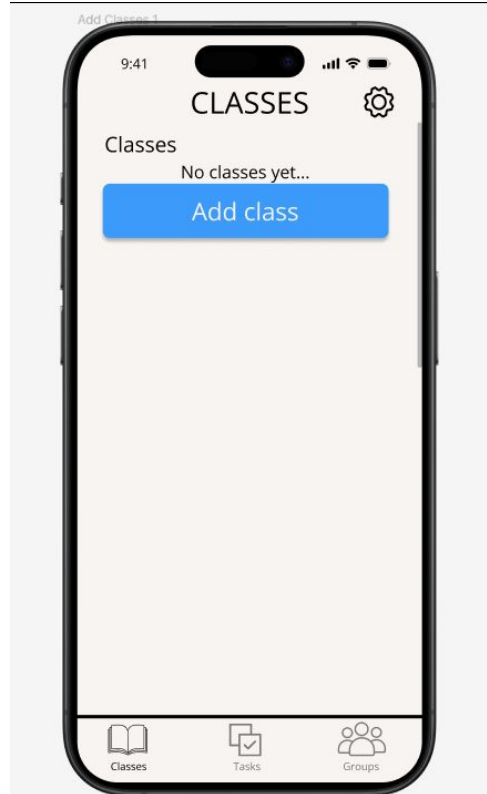 Add Classes 1
9:41
CLASSES
Classes
No classes yet...
Add class
Classes Tasks Groups